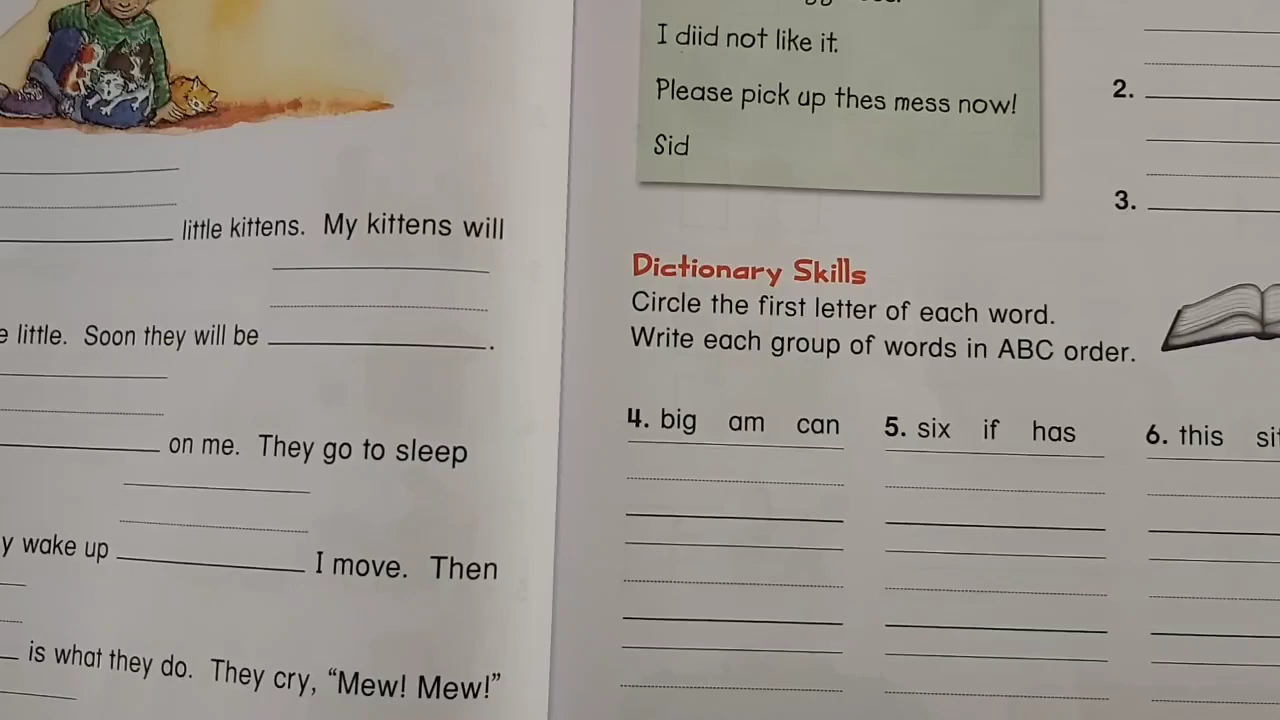 little kittens. My kittens will
little. Soon they will be .
on me. They go to sleep
wake up I move. Then
is what they do. They cry, “Mew! Mew!”
I diid not like it.
Please pick up thes mess now!
Sid
2.
3.
Dictionary Skills
Circle the first letter of each word.
Write each group of words in ABC order.
4. big am can
5. six if has
6. this